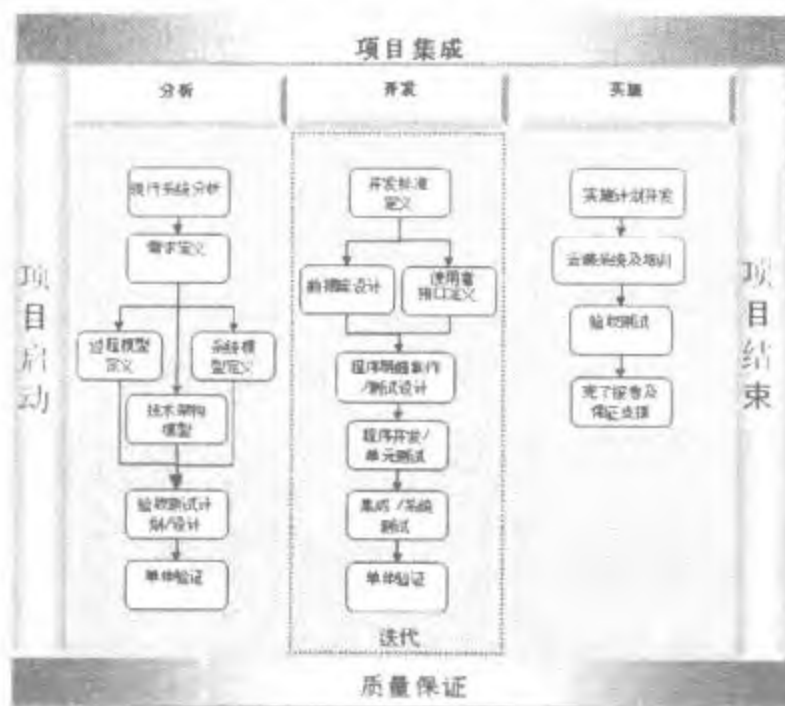 项目集成
分析
开发
实施
项目启动
现行系统分析
需求定义
过程模型
定义
系统模
型定义
技术架构
模型
验收测试计
划/设计
单体验证
开发标准
定义
数据库设计
使用者
接口定义
程序明细制作
/测试设计
程序开发/
单元测试
集成/系统
测试
单体验证
迭代
实施计划开发
安装系统及培训
验收测试
完了报告及
保证支援
项目结束
质量保证